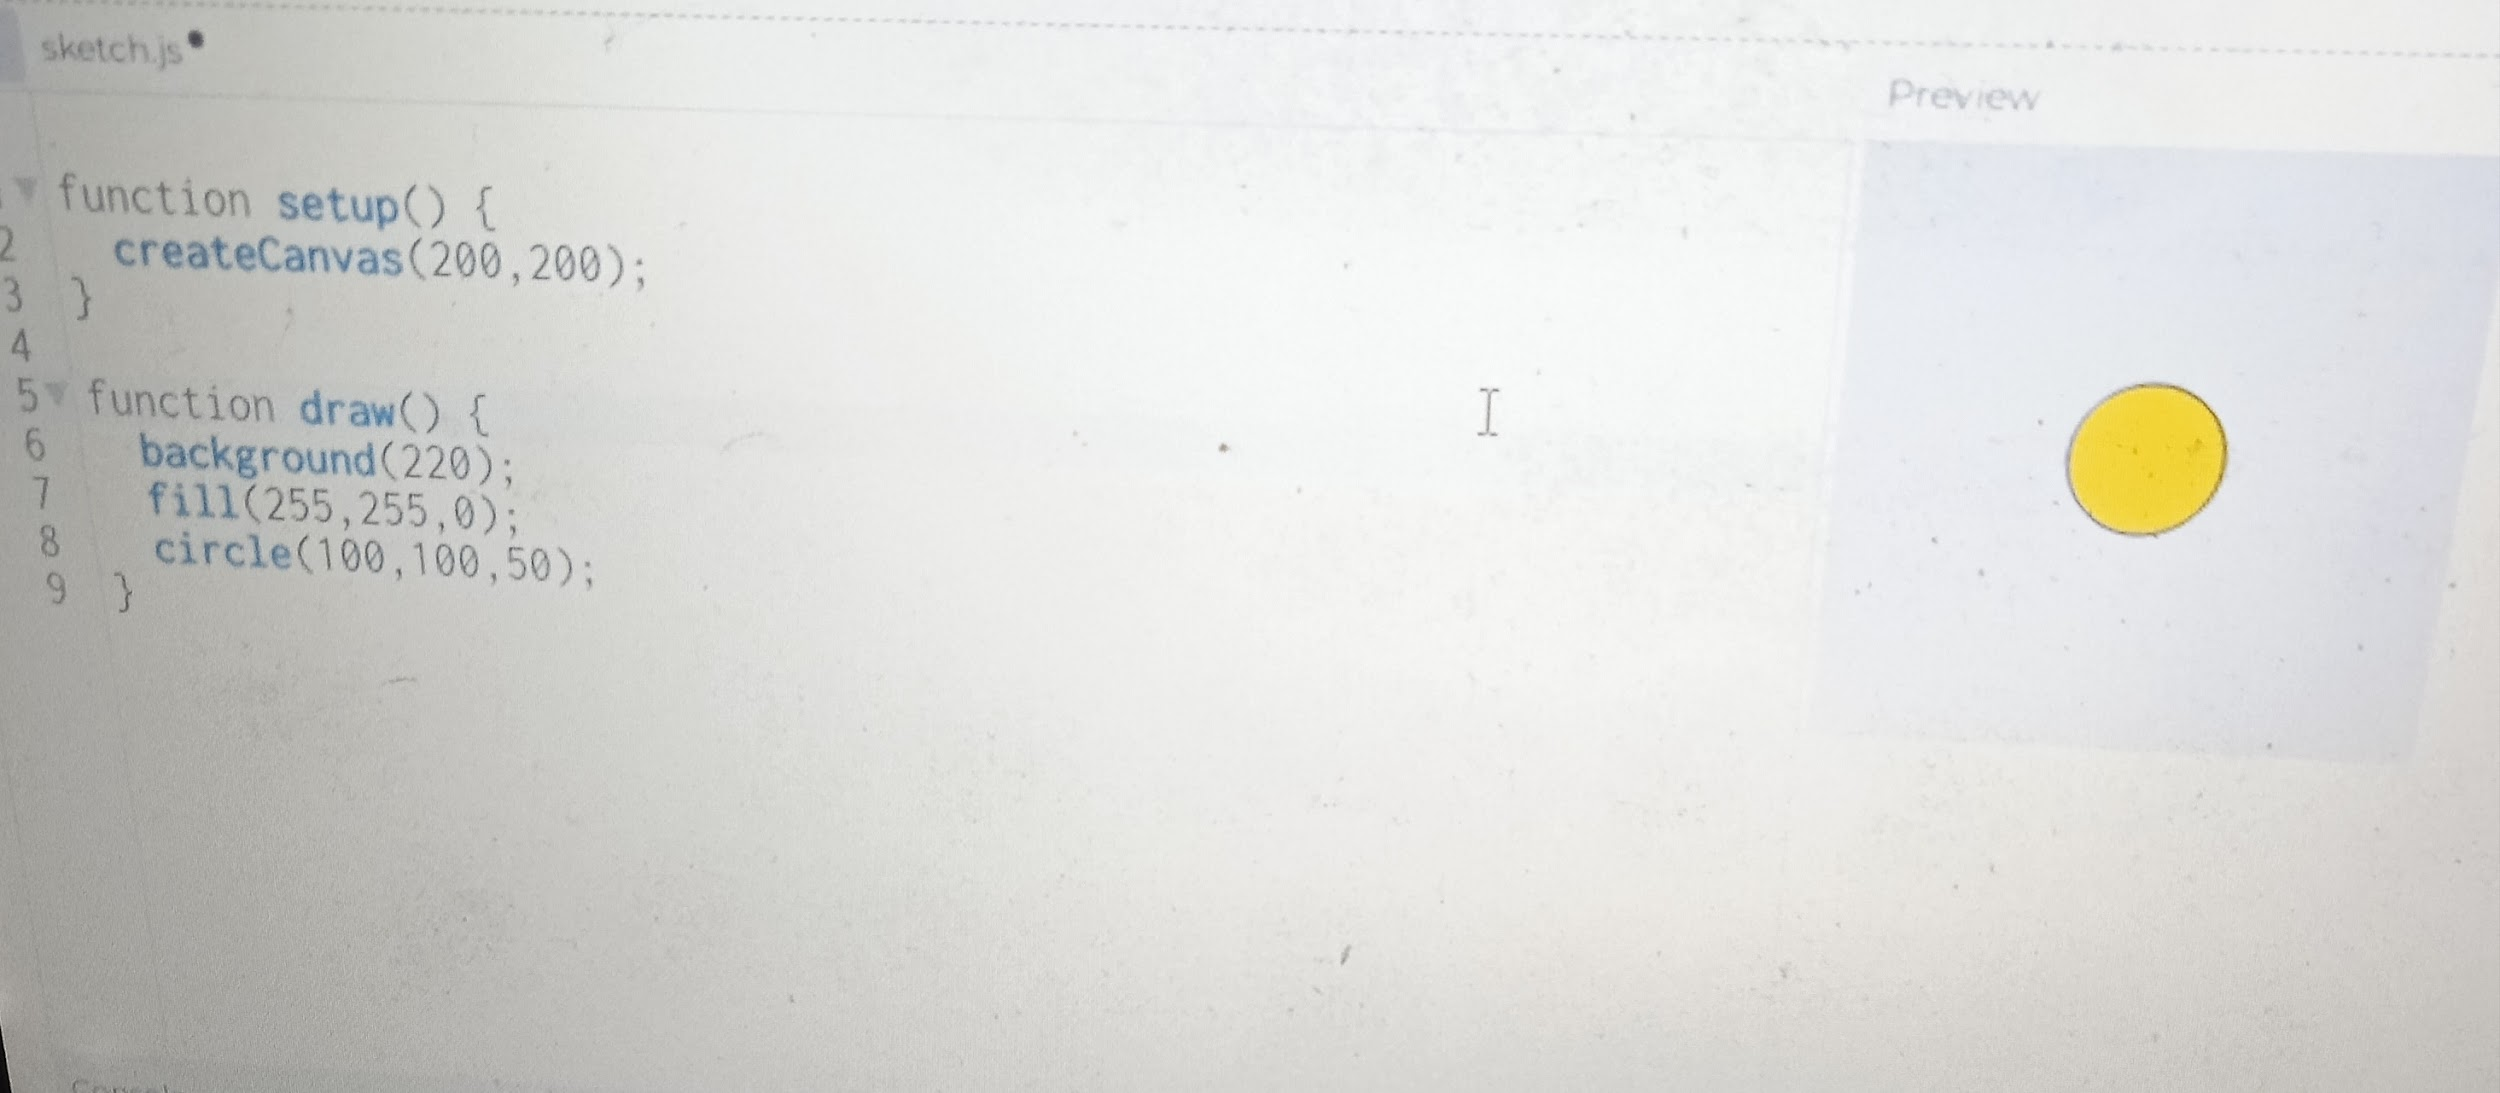 sketch.js
Preview
function setup() {
2 createCanvas(200,200);
3 }
4
5 function draw() {
6 background(220);
7 fill(255,255,0);
8 circle(100,100,50);
9 }